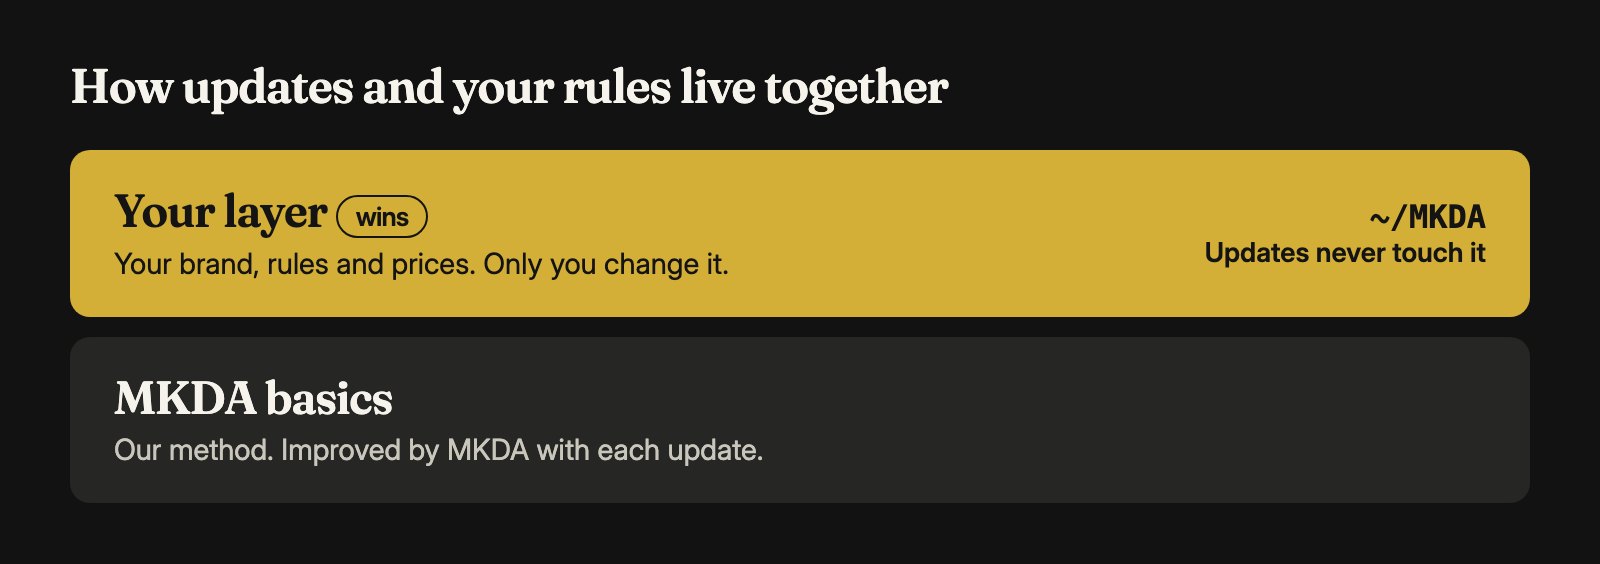 How updates and your rules live together
Your layer wins
Your brand, rules and prices. Only you change it.
~/MKDA
Updates never touch it
MKDA basics
Our method. Improved by MKDA with each update.